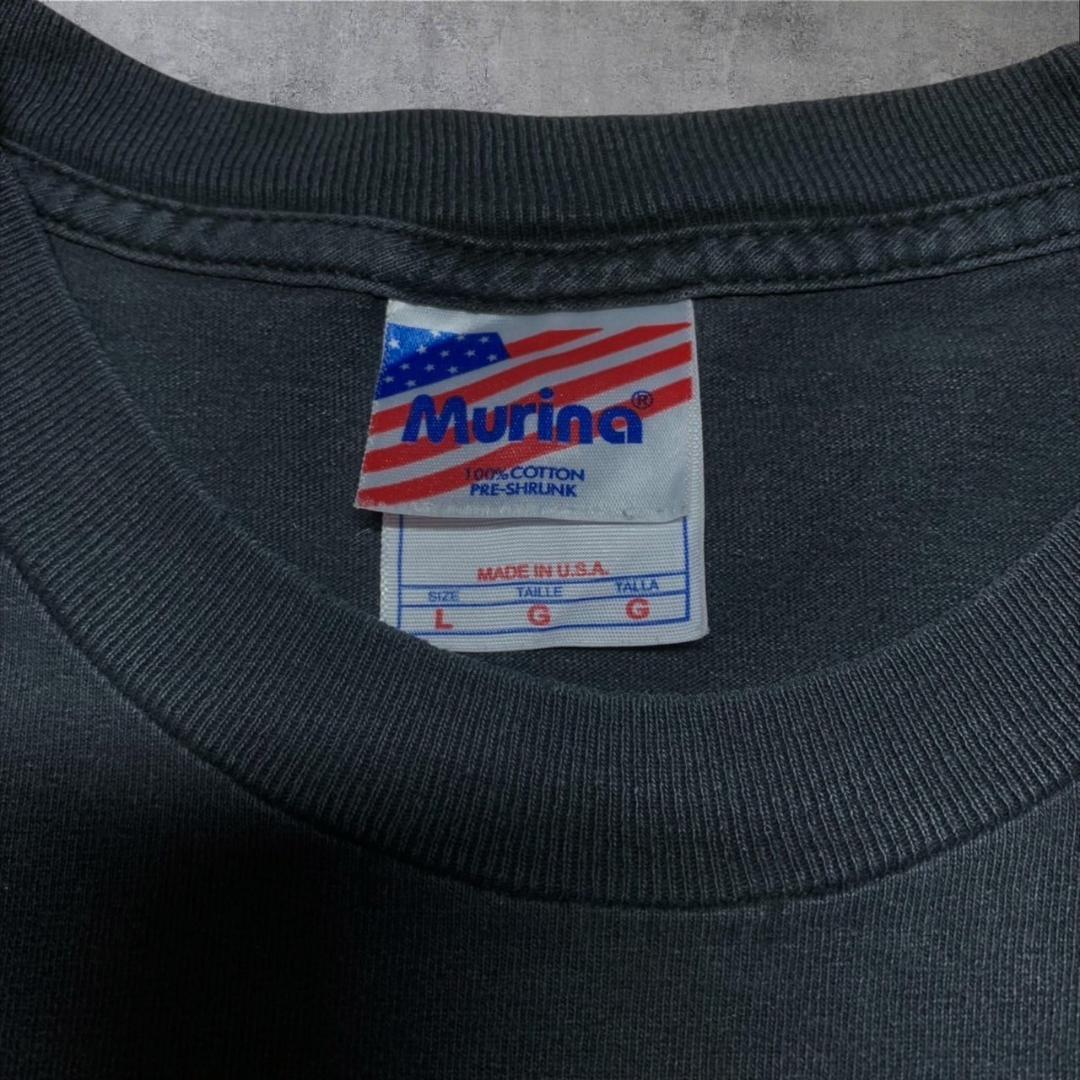 Murina®
100% COTTON
PRE-SHRUNK
MADE IN U.S.A.
SIZE TAILLE TALLA
L G G